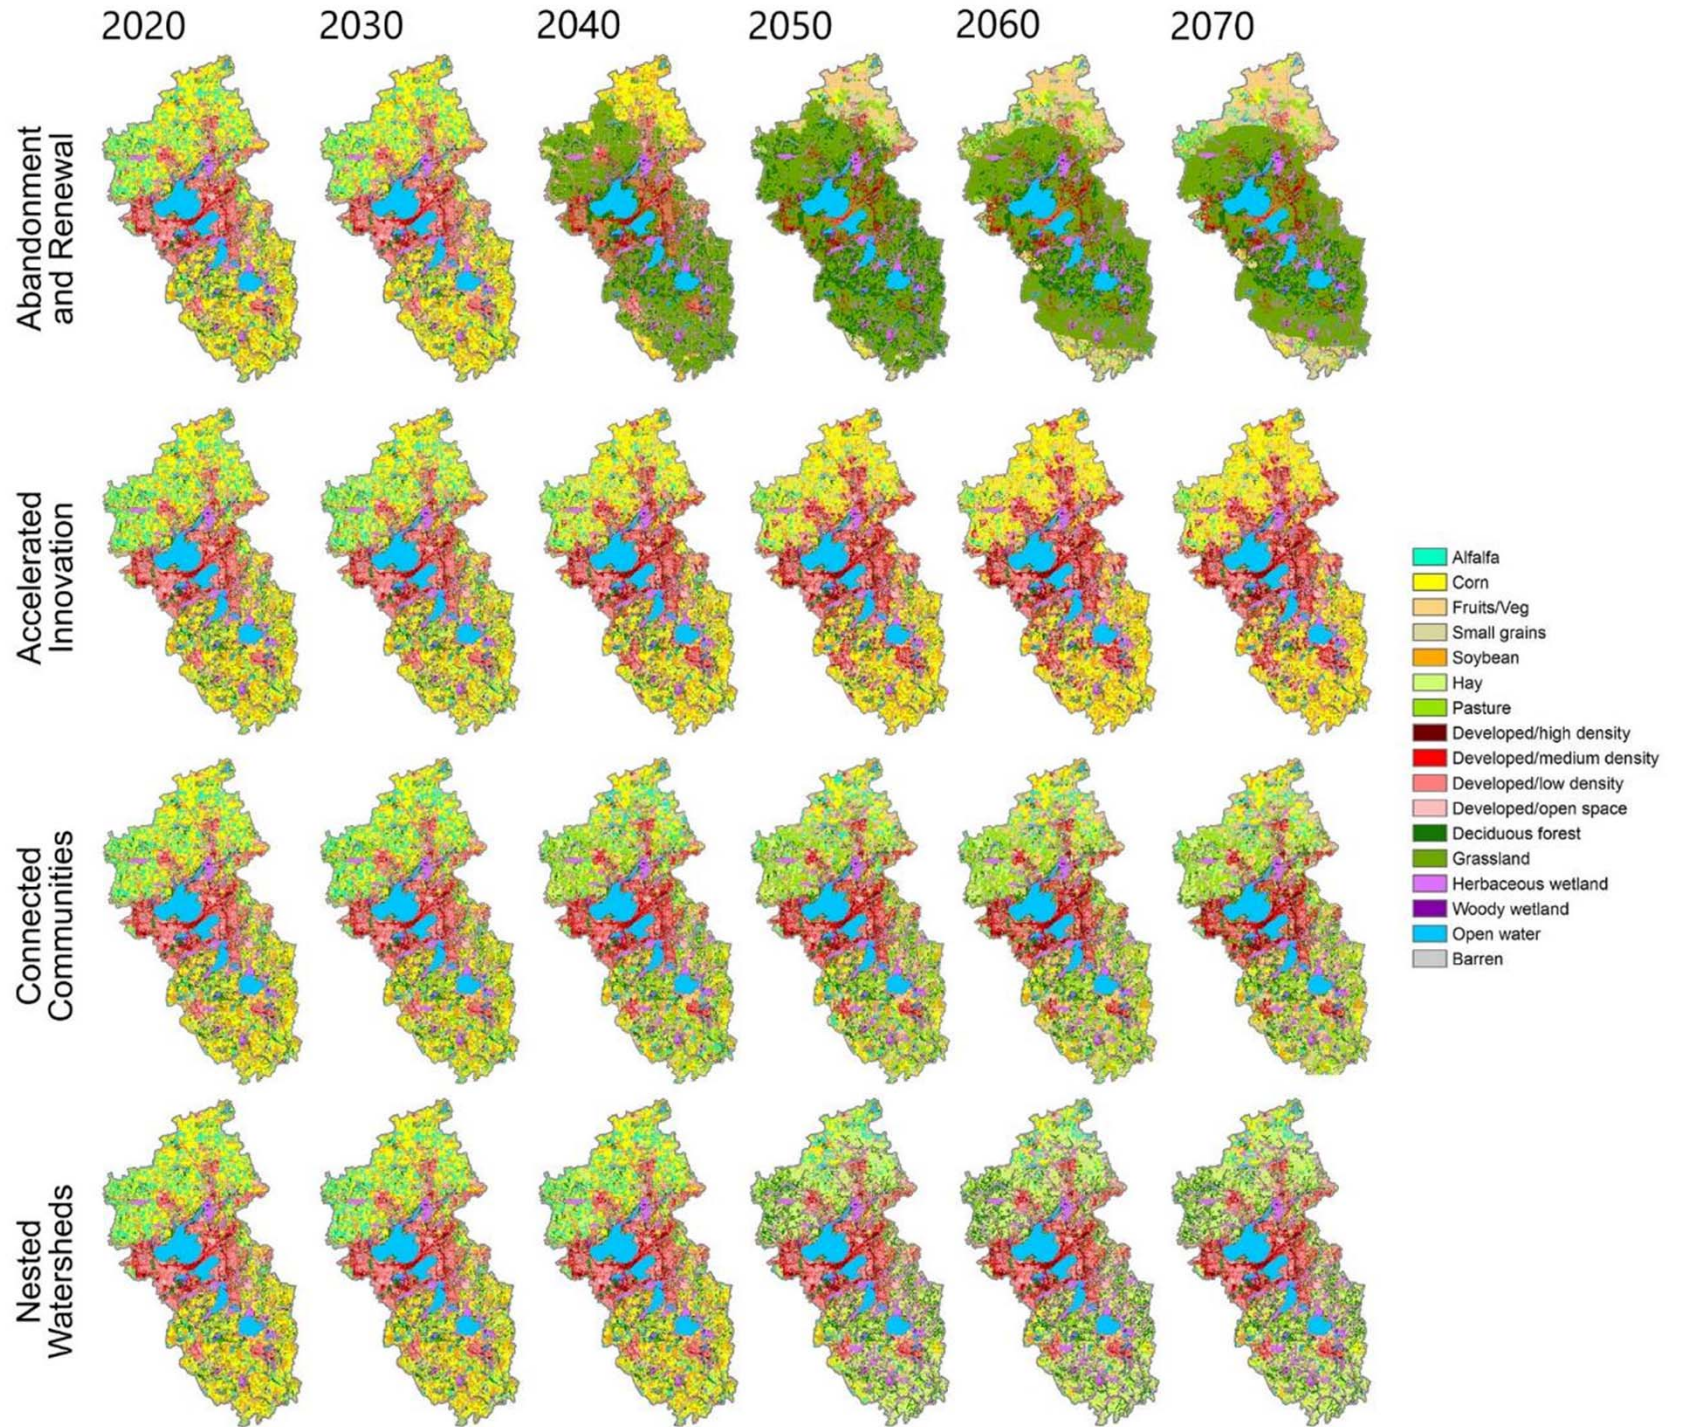 2020 2030 2040 2050 2060 2070
Abandonment
and Renewal
Accelerated
Innovation
Connected
Communities
Nested
Watersheds
Alfalfa
Corn
Fruits/Veg
Small grains
Soybean
Hay
Pasture
Developed/high density
Developed/medium density
Developed/low density
Developed/open space
Deciduous forest
Grassland
Herbaceous wetland
Woody wetland
Open water
Barren